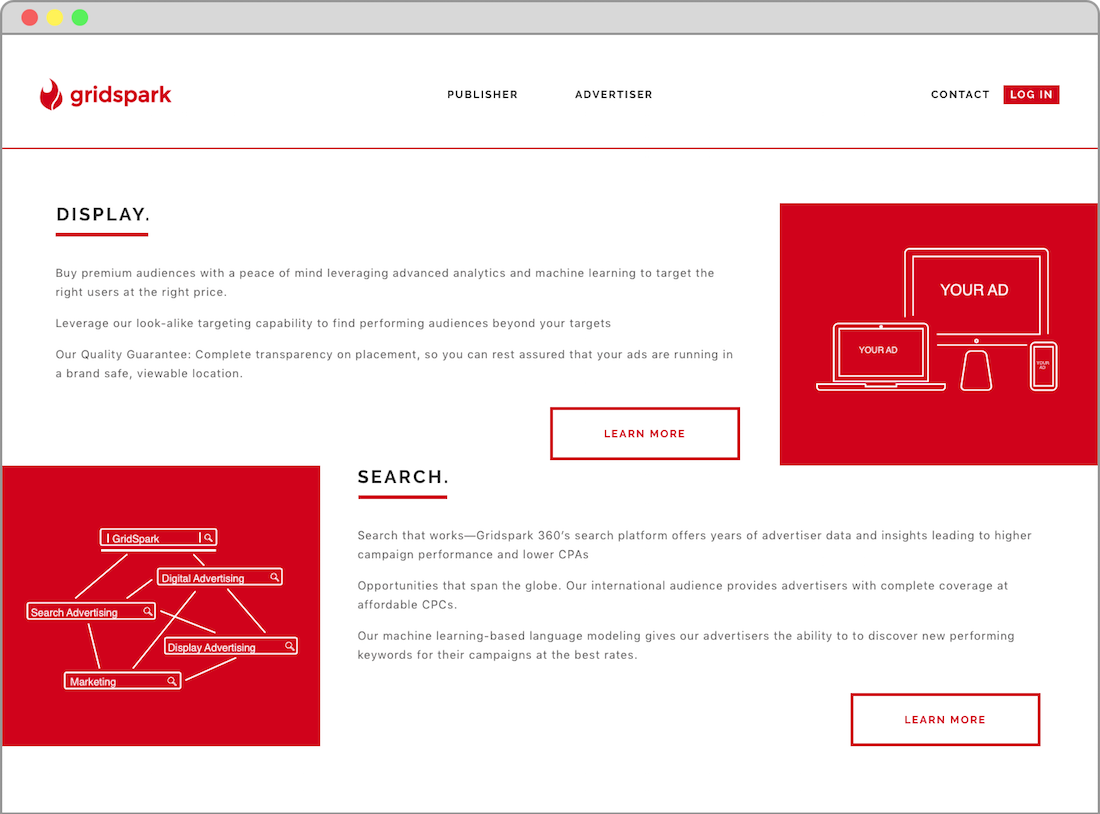 gridspark
PUBLISHER
ADVERTISER
CONTACT
LOG IN
DISPLAY.
Buy premium audiences with a peace of mind leveraging advanced analytics and machine learning to target the
right users at the right price.
Leverage our look-alike targeting capability to find performing audiences beyond your targets
Our Quality Guarantee: Complete transparency on placement, so you can rest assured that your ads are running in
a brand safe, viewable location.
LEARN MORE
YOUR AD
YOUR AD
YOUR
AD
GridSpark
Digital Advertising
Search Advertising
Display Advertising
Marketing
SEARCH.
Search that works—Gridspark 360's search platform offers years of advertiser data and insights leading to higher
campaign performance and lower CPAs
Opportunities that span the globe. Our international audience provides advertisers with complete coverage at
affordable CPCs.
Our machine learning-based language modeling gives our advertisers the ability to to discover new performing
keywords for their campaigns at the best rates.
LEARN MORE